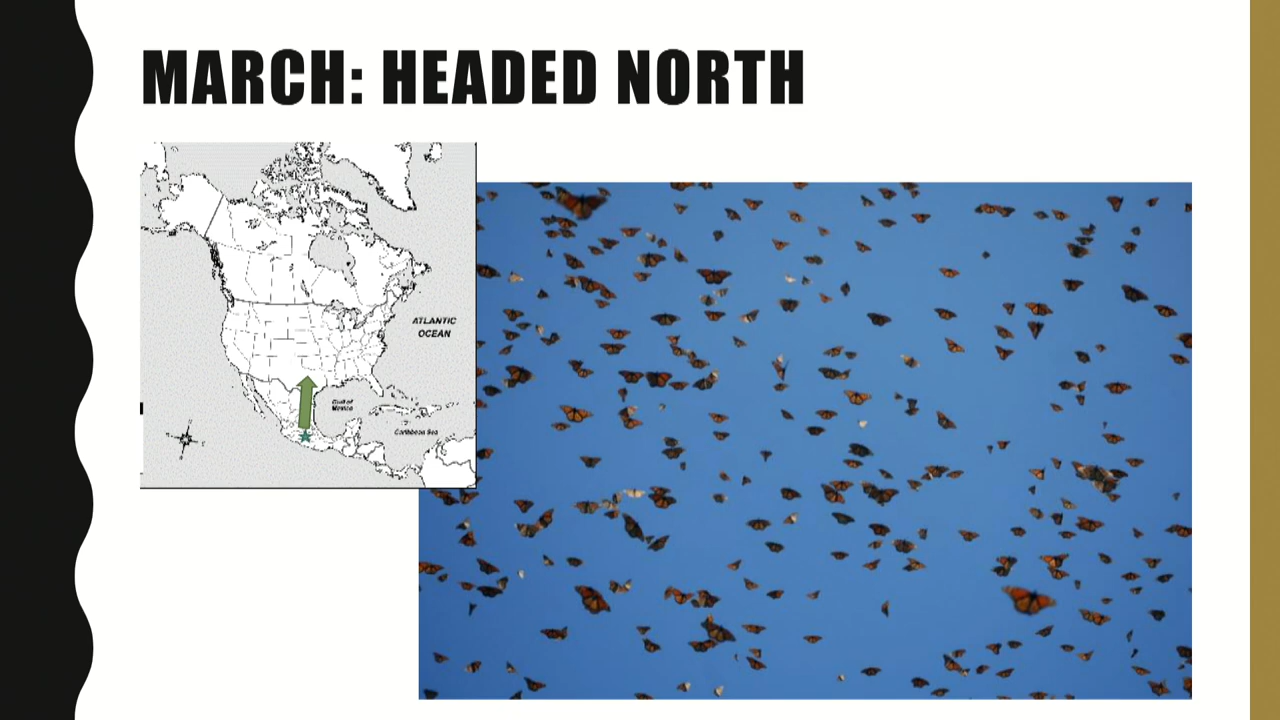 MARCH: HEADED NORTH
ATLANTIC
OCEAN
Gulf of
Mexico
Caribbean Sea